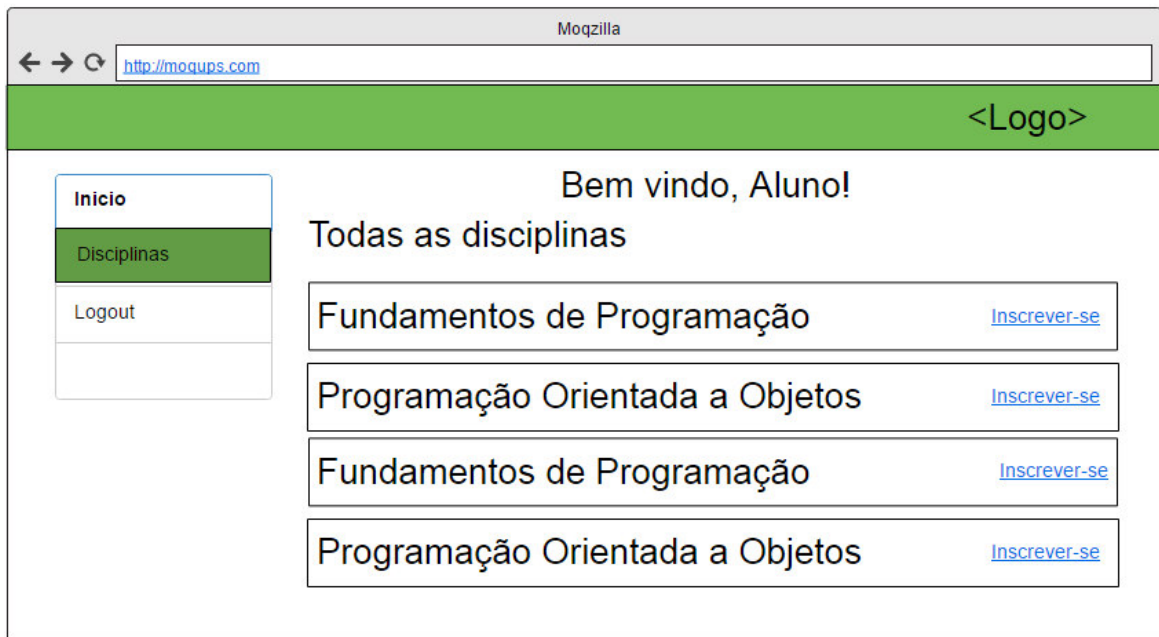 Moqzilla
http://moqups.com
<Logo>
Inicio
Disciplinas
Logout
Bem vindo, Aluno!
Todas as disciplinas
Fundamentos de Programação Inscrever-se
Programação Orientada a Objetos Inscrever-se
Fundamentos de Programação Inscrever-se
Programação Orientada a Objetos Inscrever-se